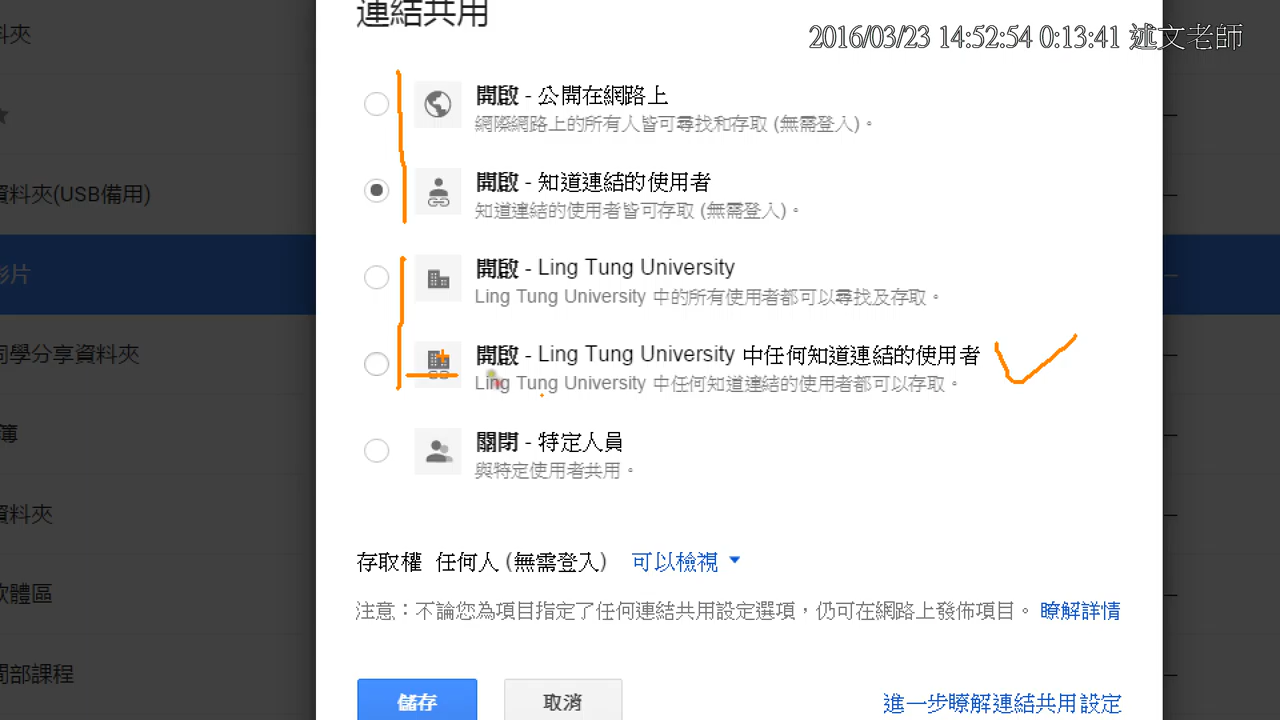 連結共用
2016/03/23 14:52:54 0:13:41 述文老師
料夾
開啟 - 公開在網路上
網際網路上的所有人皆可尋找和存取 (無需登入)。
資料夾(USB備用)
開啟 - 知道連結的使用者
知道連結的使用者皆可存取 (無需登入)。
影片
開啟 - Ling Tung University
Ling Tung University 中的所有使用者都可以尋找及存取。
同學分享資料夾
開啟 - Ling Tung University 中任何知道連結的使用者
Ling Tung University 中任何知道連結的使用者都可以存取。
簿
關閉 - 特定人員
與特定使用者共用。
資料夾
存取權 任何人 (無需登入) 可以檢視
軟體區
注意：不論您為項目指定了任何連結共用設定選項，仍可在網路上發佈項目。 瞭解詳情
間部課程
儲存
取消
進一步瞭解連結共用設定